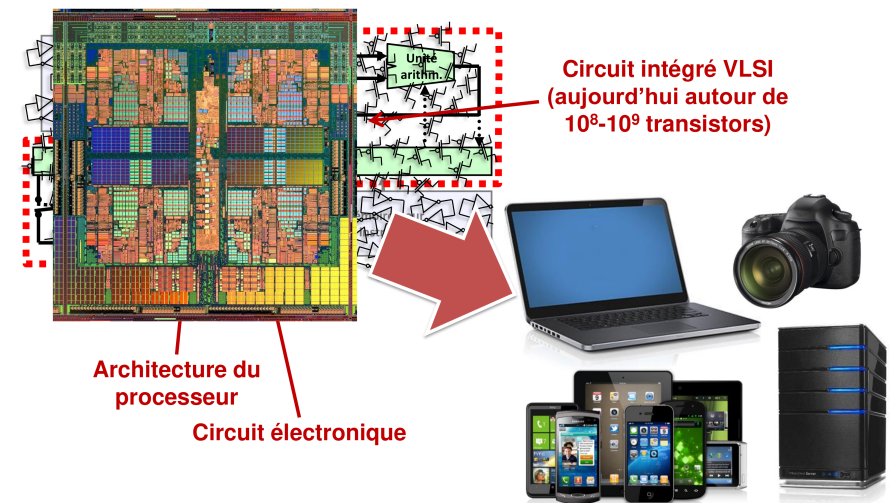 Unité
arithm.
Circuit intégré VLSI
(aujourd’hui autour de
10⁸-10⁹ transistors)
Architecture du
processeur
Circuit électronique